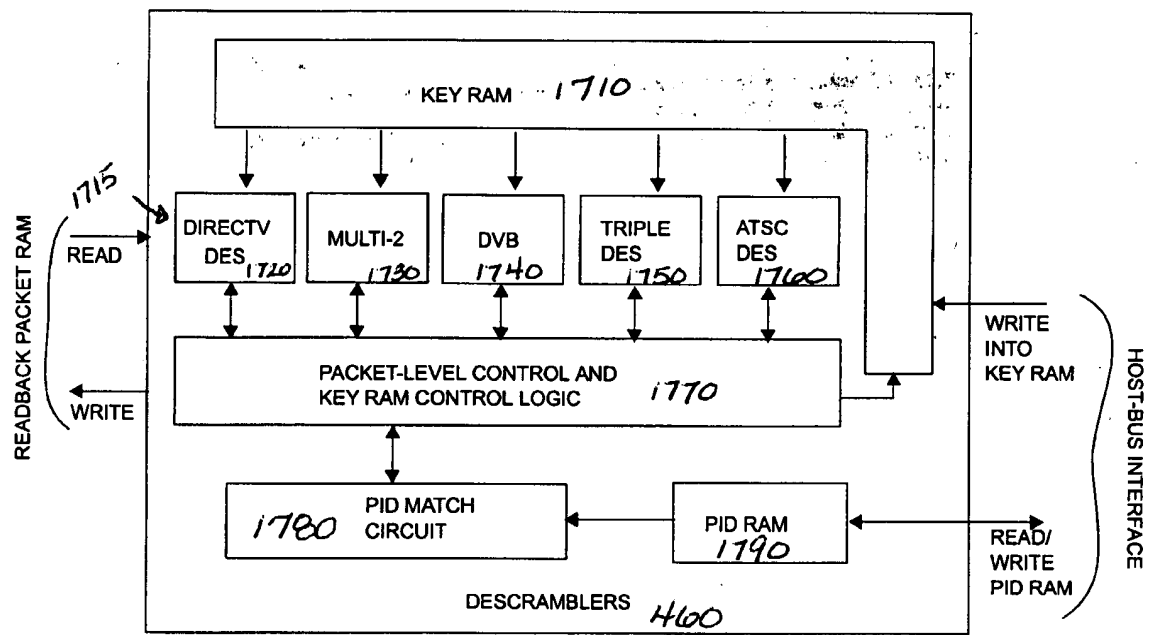 KEY RAM 1710
1715
DIRECTV
DES
1720
MULTI-2
1730
DVB
1740
TRIPLE
DES
1750
ATSC
DES
1760
READBACK PACKET RAM
READ
WRITE
PACKET-LEVEL CONTROL AND
KEY RAM CONTROL LOGIC 1770
WRITE
INTO
KEY RAM
HOST-BUS INTERFACE
1780 PID MATCH
CIRCUIT
PID RAM
1790
READ/
WRITE
PID RAM
DESCRAMBLERS 460